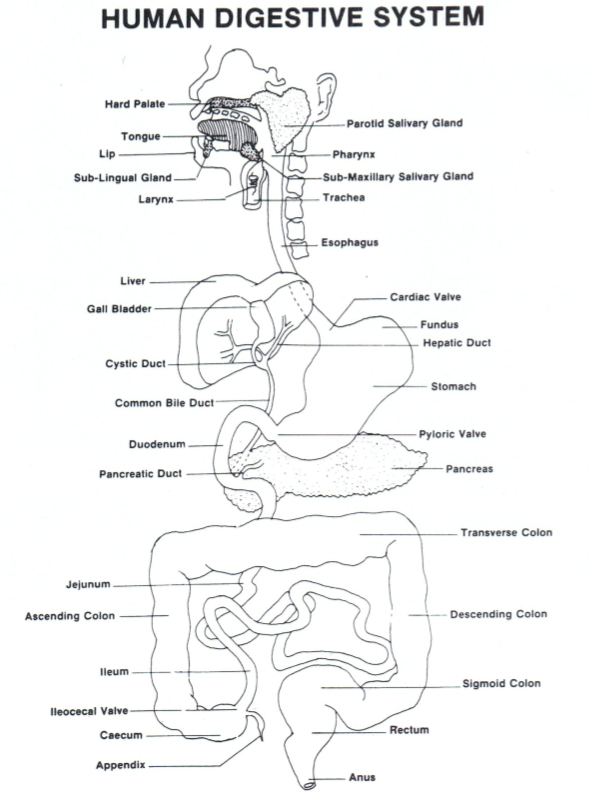 HUMAN DIGESTIVE SYSTEM
Hard Palate
Parotid Salivary Gland
Tongue
Lip
Pharynx
Sub-Lingual Gland
Sub-Maxillary Salivary Gland
Larynx
Trachea
Esophagus
Liver
Cardiac Valve
Gall Bladder
Fundus
Hepatic Duct
Cystic Duct
Stomach
Common Bile Duct
Pyloric Valve
Duodenum
Pancreas
Pancreatic Duct
Transverse Colon
Jejunum
Ascending Colon
Descending Colon
Ileum
Sigmoid Colon
Ileocecal Valve
Rectum
Caecum
Appendix
Anus